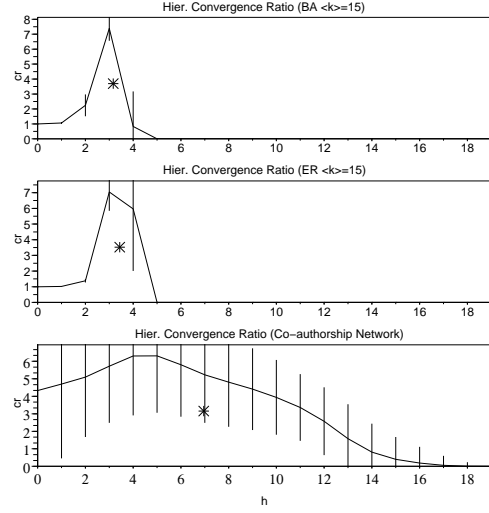 Hier. Convergence Ratio (BA <k>=15)
8
7
6
5
4
3
2
1
0
cr
0 2 4 6 8 10 12 14 16 18
Hier. Convergence Ratio (ER <k>=15)
7
6
5
4
3
2
1
0
cr
0 2 4 6 8 10 12 14 16 18
Hier. Convergence Ratio (Co−authorship Network)
6
5
4
3
2
1
0
cr
0 2 4 6 8 10 12 14 16 18
h